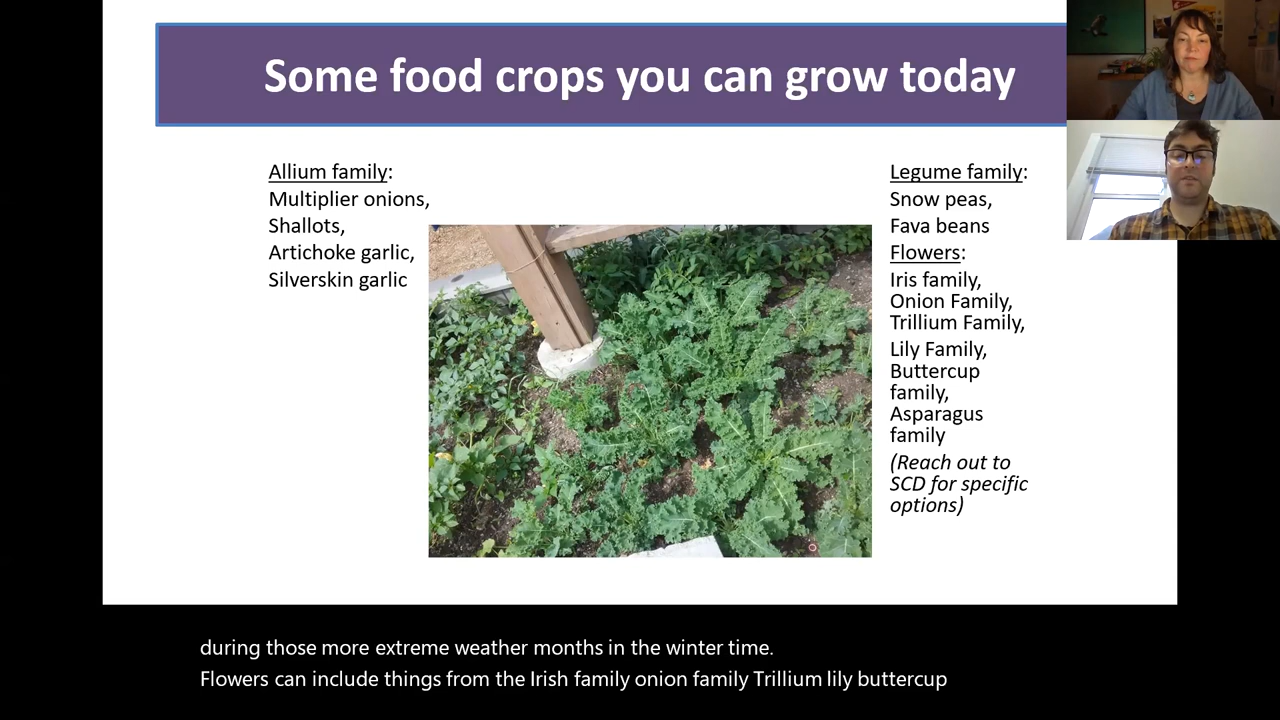 Some food crops you can grow today
Allium family:
Multiplier onions,
Shallots,
Artichoke garlic,
Silverskin garlic
Legume family:
Snow peas,
Fava beans
Flowers:
Iris family,
Onion Family,
Trillium Family,
Lily Family,
Buttercup
family,
Asparagus
family
(Reach out to
SCD for specific
options)
during those more extreme weather months in the winter time.
Flowers can include things from the Irish family onion family Trillium lily buttercup